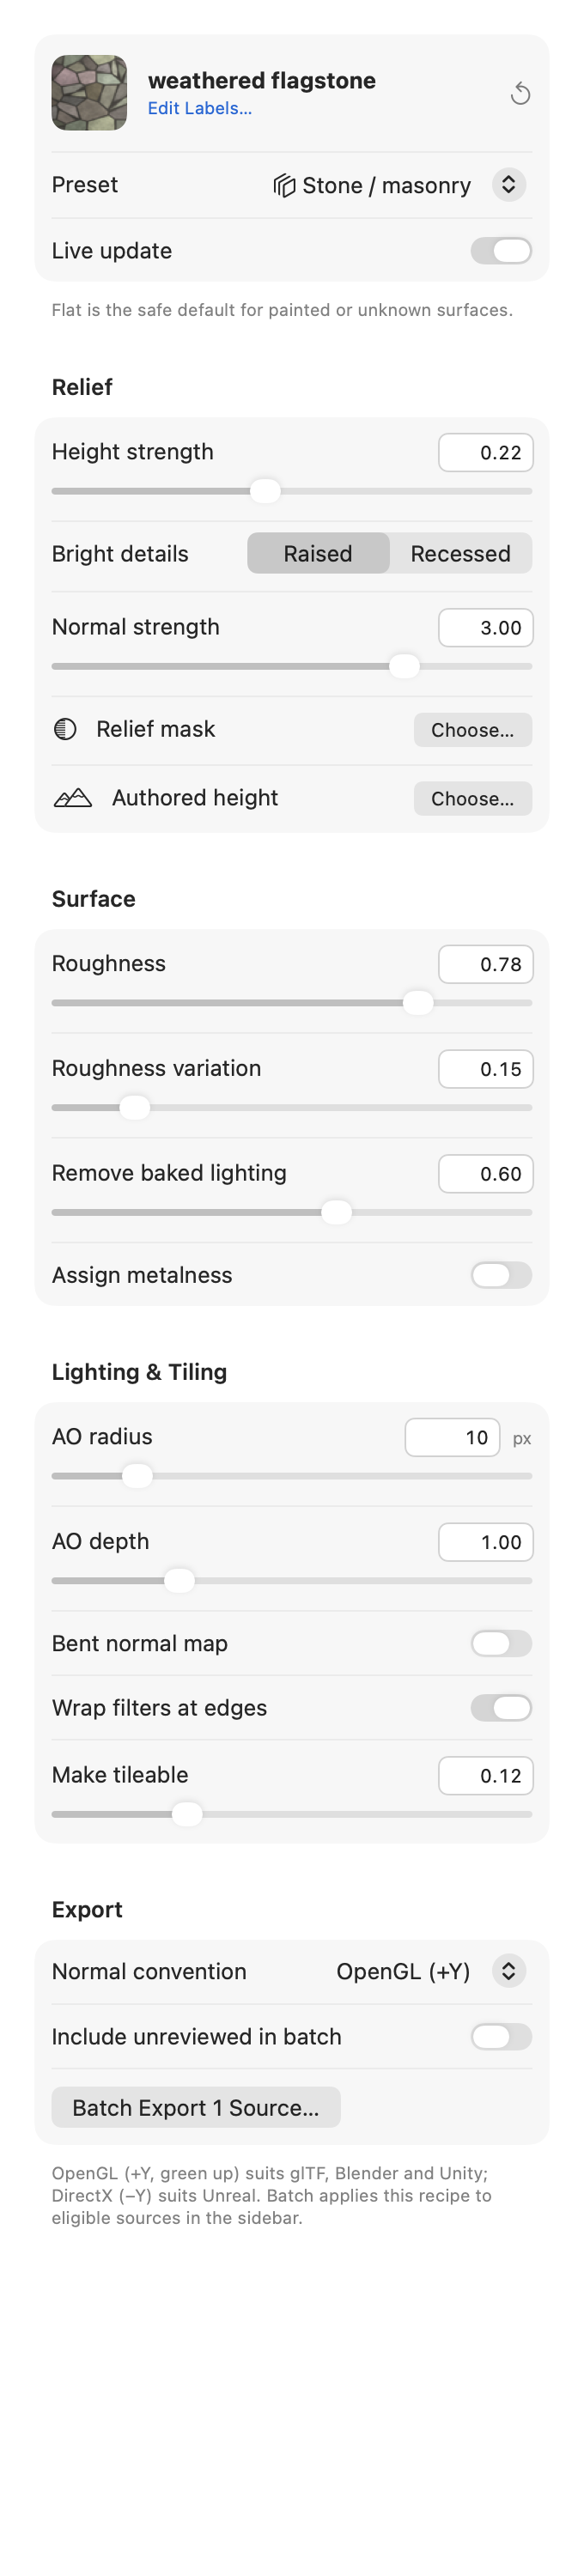 weathered flagstone
Edit Labels...
Preset Stone / masonry
Live update
Flat is the safe default for painted or unknown surfaces.
Relief
Height strength 0.22
Bright details Raised Recessed
Normal strength 3.00
Relief mask Choose...
Authored height Choose...
Surface
Roughness 0.78
Roughness variation 0.15
Remove baked lighting 0.60
Assign metalness
Lighting & Tiling
AO radius 10 px
AO depth 1.00
Bent normal map
Wrap filters at edges
Make tileable 0.12
Export
Normal convention OpenGL (+Y)
Include unreviewed in batch
Batch Export 1 Source...
OpenGL (+Y, green up) suits glTF, Blender and Unity;
DirectX (−Y) suits Unreal. Batch applies this recipe to
eligible sources in the sidebar.